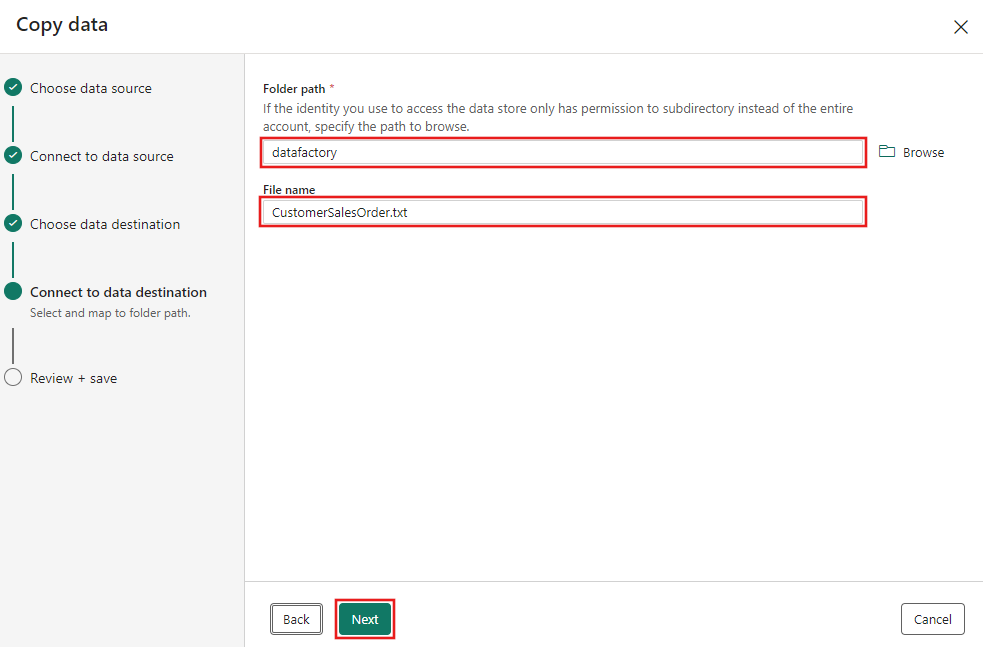 Copy data
Choose data source
Connect to data source
Choose data destination
Connect to data destination
Select and map to folder path.
Review + save
Folder path *
If the identity you use to access the data store only has permission to subdirectory instead of the entire
account, specify the path to browse.
datafactory
Browse
File name
CustomerSalesOrder.txt
Back
Next
Cancel